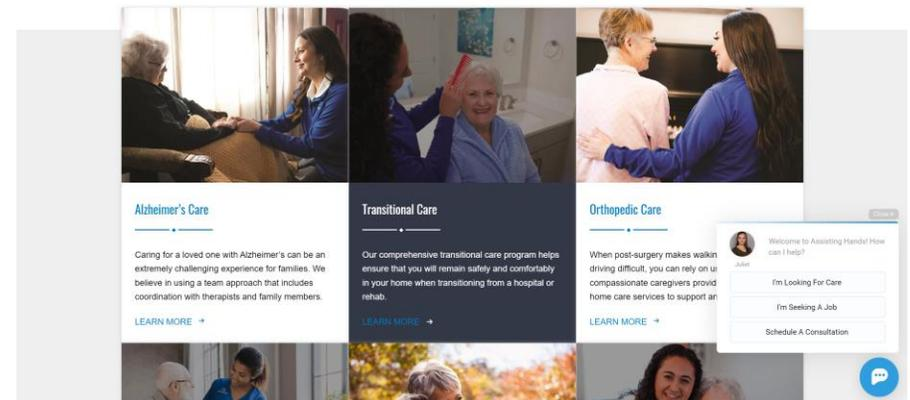 Alzheimer's Care
Caring for a loved one with Alzheimer's can be an
extremely challenging experience for families. We
believe in using a team approach that includes
coordination with therapists and family members.
LEARN MORE
Transitional Care
Our comprehensive transitional care program helps
ensure that you will remain safely and comfortably
in your home when transitioning from a hospital or
rehab.
LEARN MORE
Orthopedic Care
When post-surgery makes walkin
driving difficult, you can rely on
compassionate caregivers provid
home care services to support an
LEARN MORE
Close
Welcome to Assisting Hands! How
can I help?
Juliet
I'm Looking For Care
I'm Seeking A Job
Schedule A Consultation